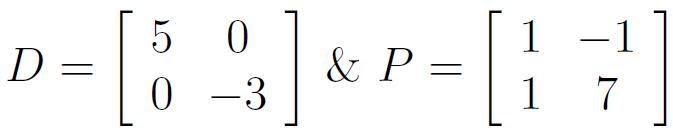 D = [ 5 0 ; 0 −3 ] & P = [ 1 −1 ; 1 7 ]